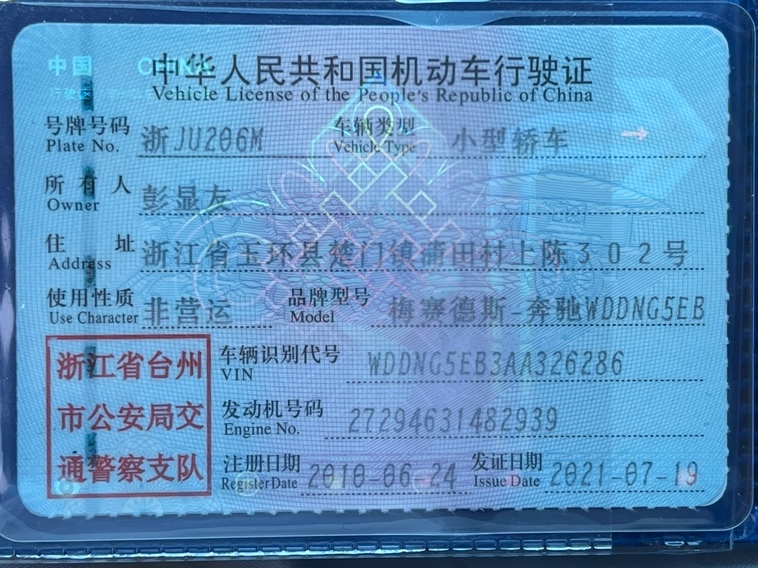 中国 CHINA
中华人民共和国机动车行驶证
Vehicle License of the People's Republic of China
号牌号码 浙JU206M 车辆类型 小型轿车
Plate No. Vehicle Type
所有人 彭显友
Owner
住址 浙江省玉环县楚门镇蒲田村上陈302号
Address
使用性质 非营运 品牌型号 梅赛德斯-奔驰WDDNG5EB
Use Character Model
浙江省台州 车辆识别代号 WDDNG5EB3AA326286
VIN
市公安局交 发动机号码 27294631482939
Engine No.
通警察支队 注册日期 2010-06-24 发证日期 2021-07-19
Register Date Issue Date